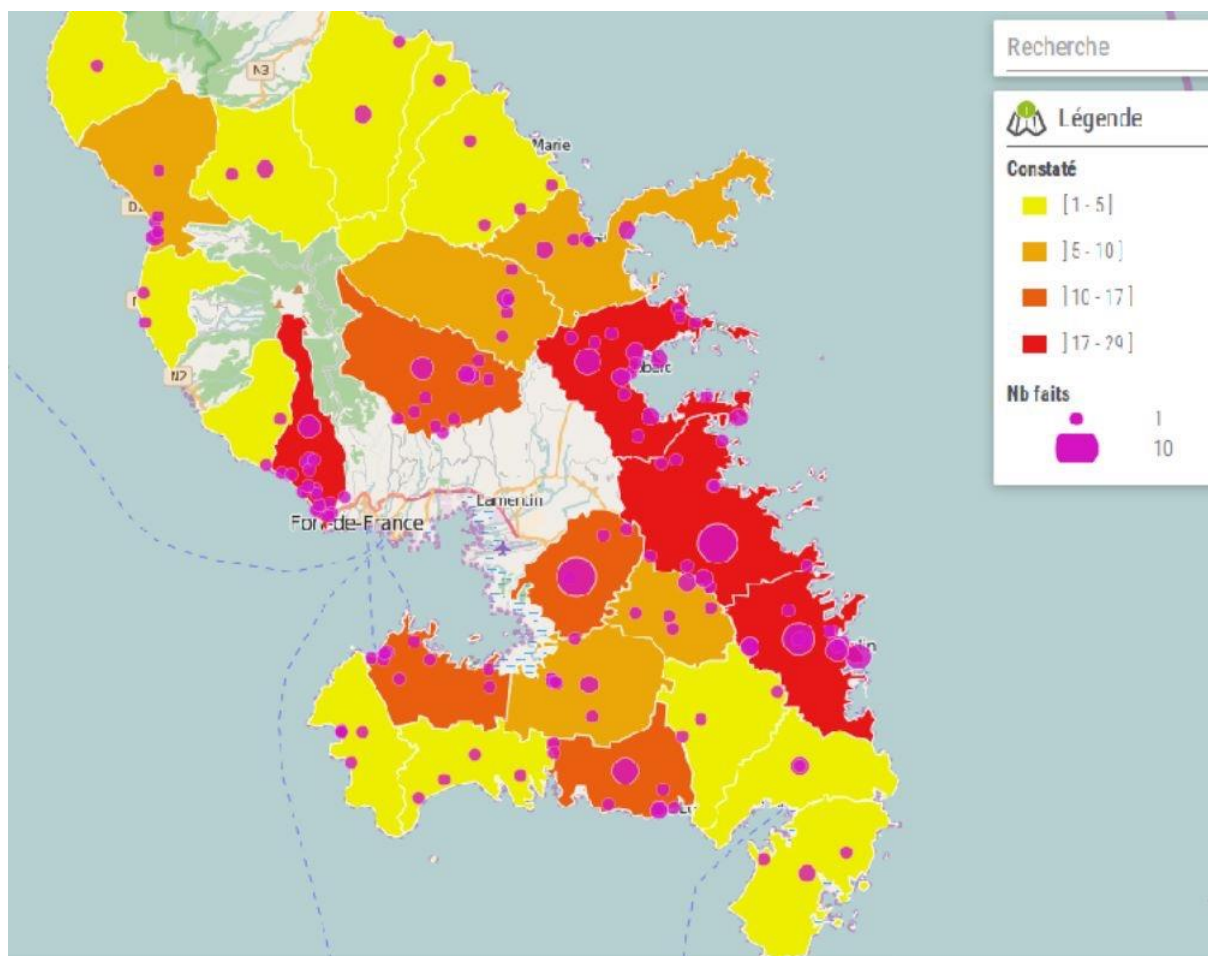 Recherche
Légende
Constaté
[ 1 - 5 ]
] 5 - 10 ]
] 10 - 17 ]
] 17 - 29 ]
Nb faits
1
10
N3
Marie
N2
Lamentin
Fort-de-France